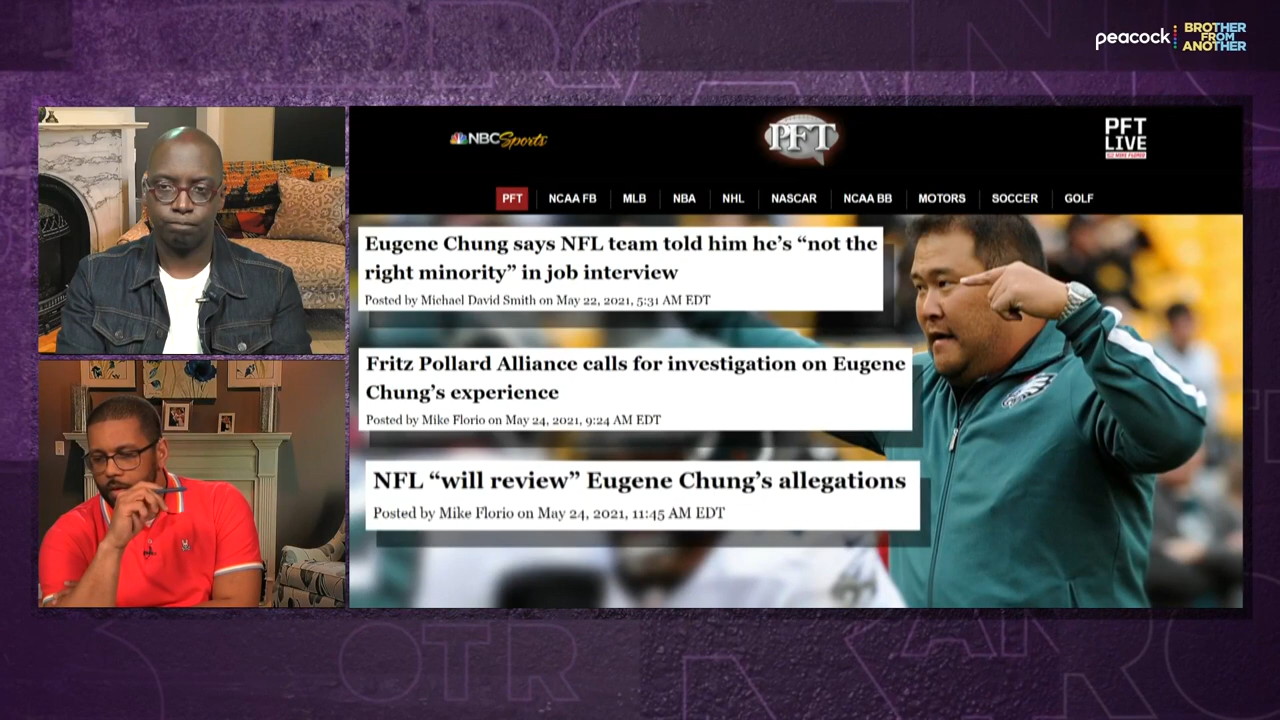 peacock
BROTHER
FROM
ANOTHER
NBC Sports
PFT
PFT
LIVE
PFT
NCAA FB
MLB
NBA
NHL
NASCAR
NCAA BB
MOTORS
SOCCER
GOLF
Eugene Chung says NFL team told him he’s “not the
right minority” in job interview
Posted by Michael David Smith on May 22, 2021, 5:31 AM EDT
Fritz Pollard Alliance calls for investigation on Eugene
Chung’s experience
Posted by Mike Florio on May 24, 2021, 9:24 AM EDT
NFL “will review” Eugene Chung’s allegations
Posted by Mike Florio on May 24, 2021, 11:45 AM EDT
OTR